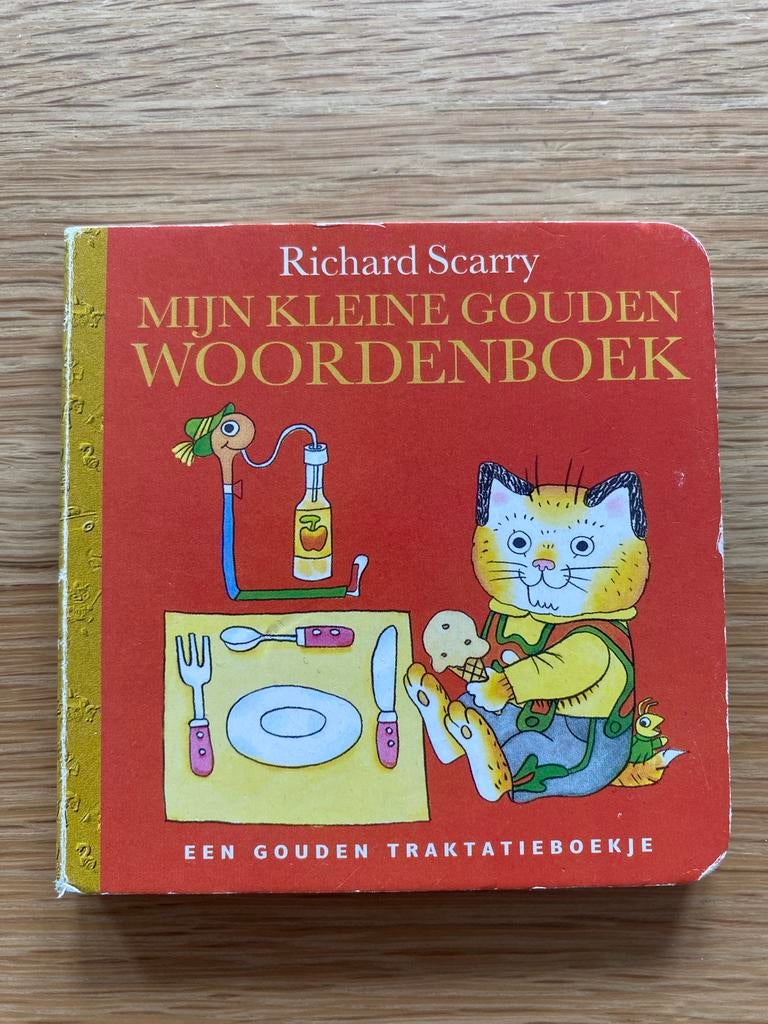 Richard Scarry
MIJN KLEINE GOUDEN
WOORDENBOEK
EEN GOUDEN TRAKTATIEBOEKJE